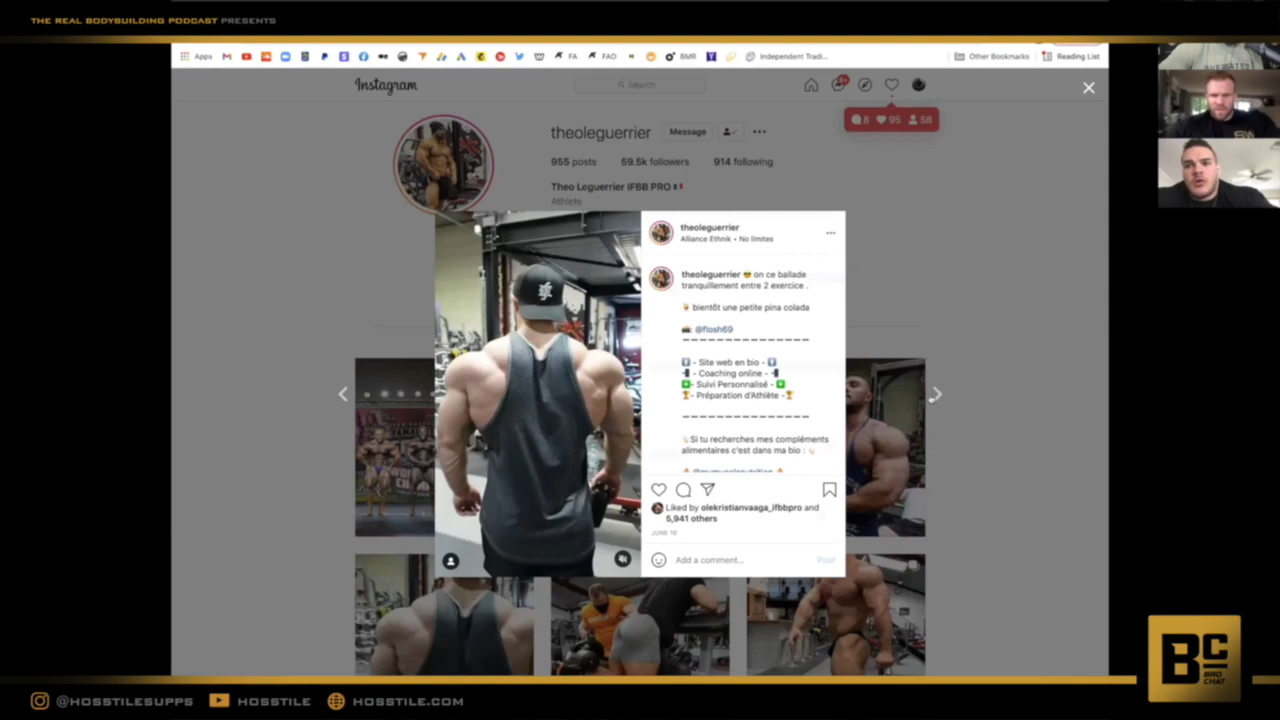 THE REAL BODYBUILDING PODCAST PRESENTS
Apps
FA
FAO
BMR
Independent Tradi...
Other Bookmarks
Reading List
Instagram
Search
8 95 58
theoleguerrier Message
955 posts 59.5k followers 914 following
Theo Leguerrier IFBB PRO 🇫🇷
Athlete
theoleguerrier
Alliance Ethnik • No limites
theoleguerrier 😎 on ce ballade
tranquillement entre 2 exercice .
🍹 bientôt une petite pina colada
📸: @flosh69
———————————————
⬆️ - Site web en bio - ⬆️
📲 - Coaching online - 📲
➕- Suivi Personnalisé - ➕
🏆- Préparation d'Athlète -🏆
———————————————
👆🏻Si tu recherches mes compléments
alimentaires c'est dans ma bio : 👆🏻
Liked by olekristianvaaga_ifbbpro and
5,941 others
Add a comment... Post
@HOSSTILESUPPS HOSSTILE HOSSTILE.COM
BC
BRO
CHAT